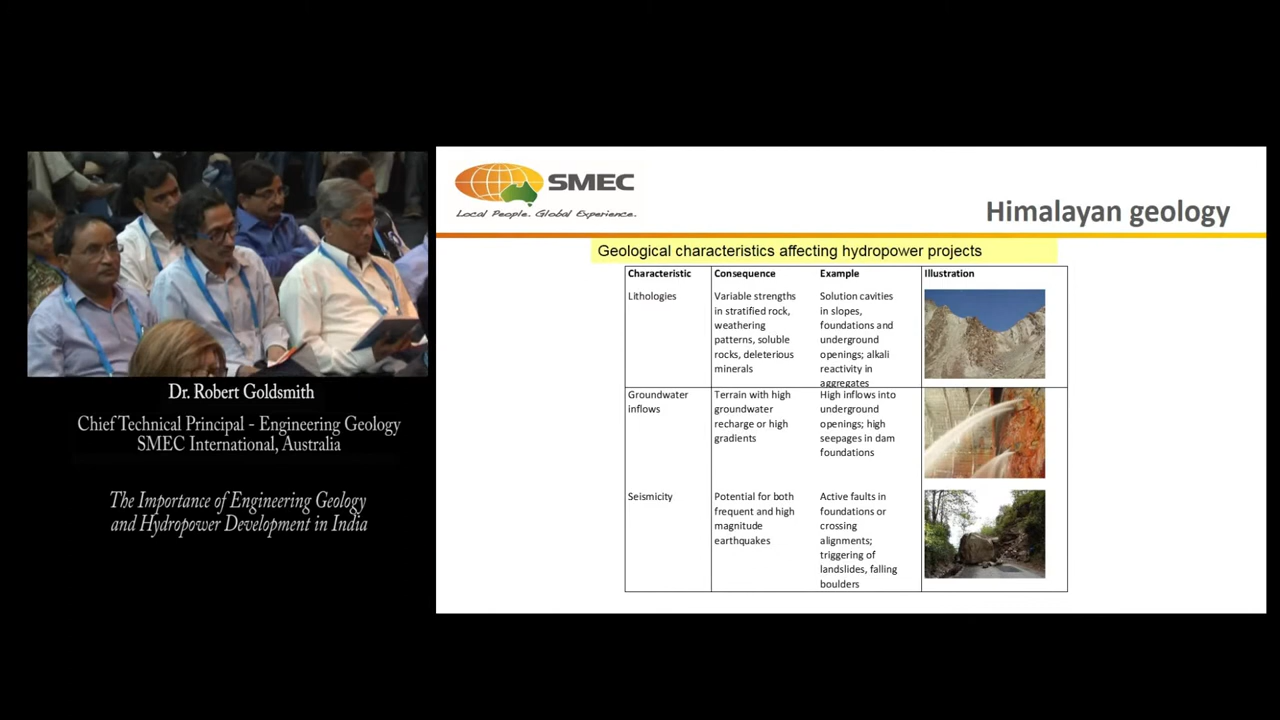 SMEC
Local People. Global Experience.
Himalayan geology
Geological characteristics affecting hydropower projects
Characteristic
Consequence
Example
Illustration
Lithologies
Variable strengths
in stratified rock,
weathering
patterns, soluble
rocks, deleterious
minerals
Solution cavities
in slopes,
foundations and
underground
openings; alkali
reactivity in
aggregates
Groundwater
inflows
Terrain with high
groundwater
recharge or high
gradients
High inflows into
underground
openings; high
seepages in dam
foundations
Seismicity
Potential for both
frequent and high
magnitude
earthquakes
Active faults in
foundations or
crossing
alignments;
triggering of
landslides, falling
boulders
Dr. Robert Goldsmith
Chief Technical Principal - Engineering Geology
SMEC International, Australia
The Importance of Engineering Geology
and Hydropower Development in India